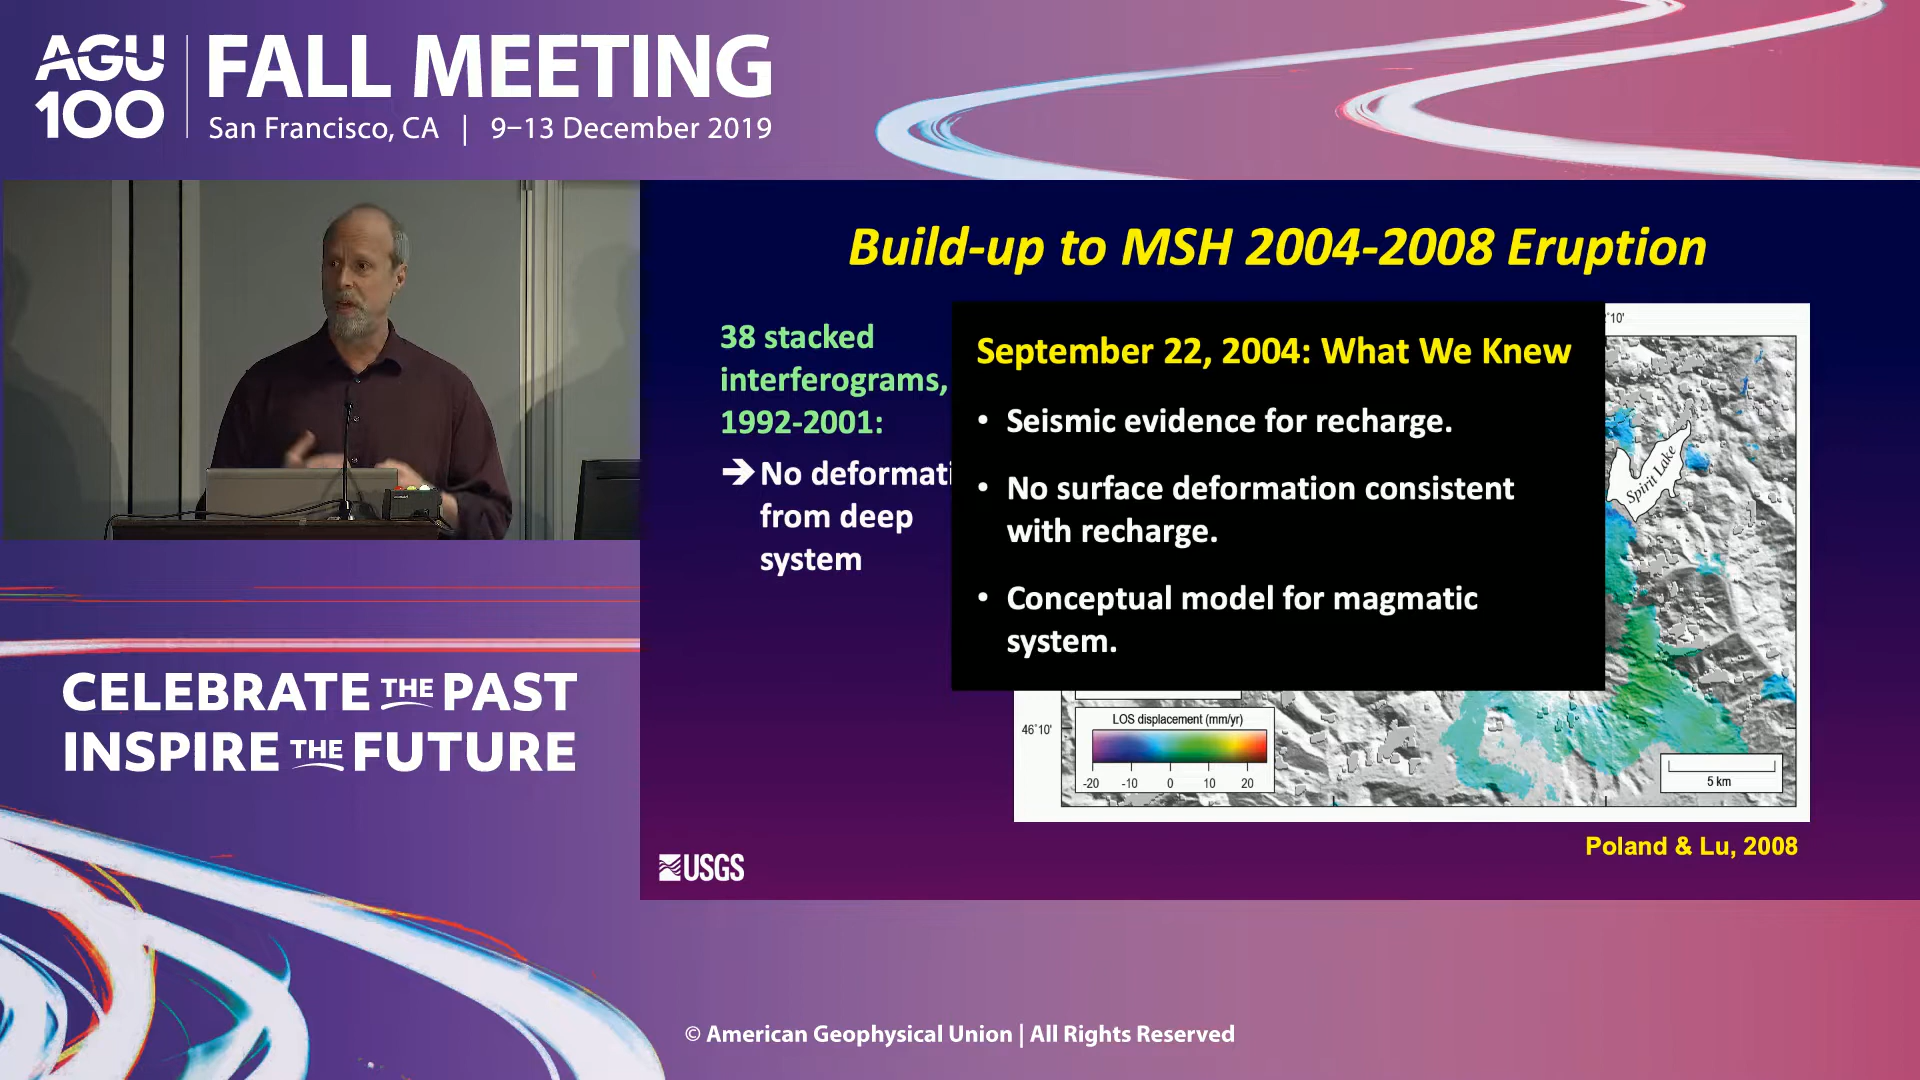 AGU
100
FALL MEETING
San Francisco, CA | 9–13 December 2019
Build-up to MSH 2004-2008 Eruption
38 stacked
interferograms,
1992-2001:
➔ No deformati
from deep
system
September 22, 2004: What We Knew
• Seismic evidence for recharge.
• No surface deformation consistent
with recharge.
• Conceptual model for magmatic
system.
˚10'
Spirit Lake
46˚10'
LOS displacement (mm/yr)
-20 -10 0 10 20
5 km
Poland & Lu, 2008
USGS
CELEBRATE THE PAST
INSPIRE THE FUTURE
© American Geophysical Union | All Rights Reserved